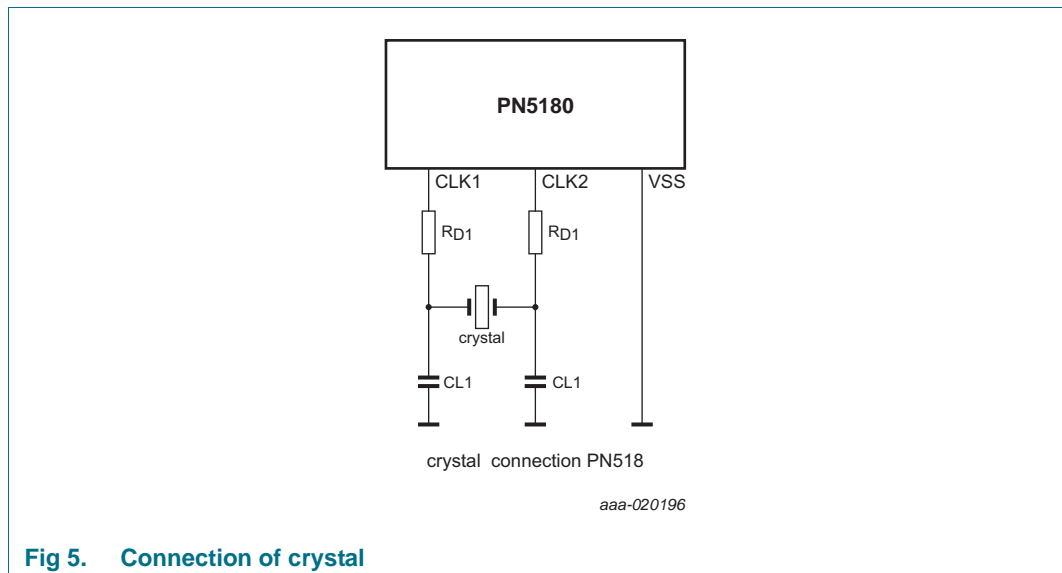 PN5180
CLK1 CLK2 VSS
RD1 RD1
crystal
CL1 CL1
crystal connection PN518
aaa-020196
Fig 5. Connection of crystal